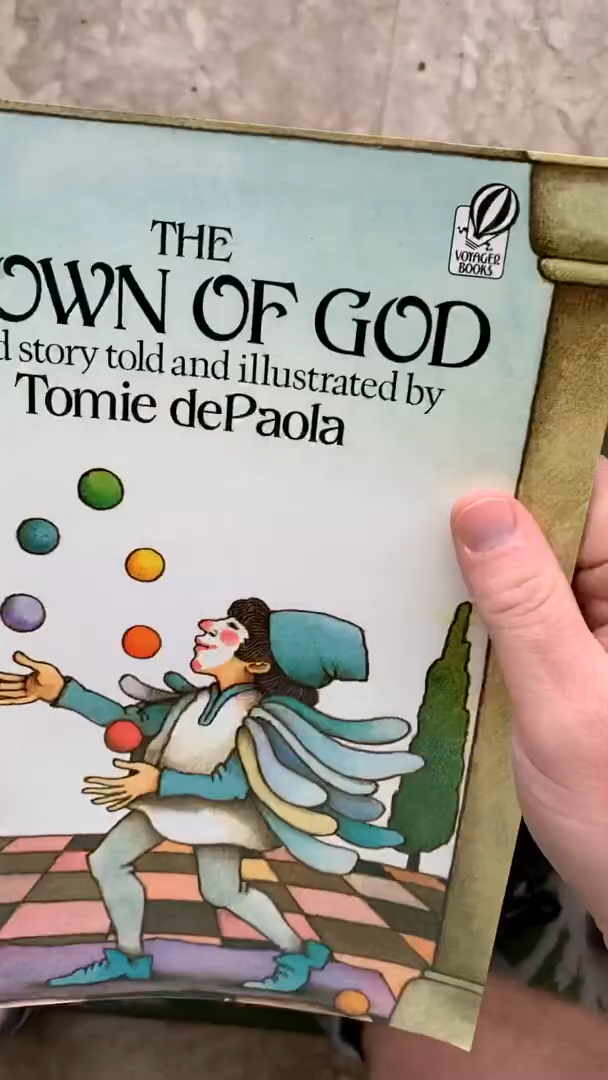 THE
OWN OF GOD
d story told and illustrated by
Tomie dePaola
VOYAGER
BOOKS